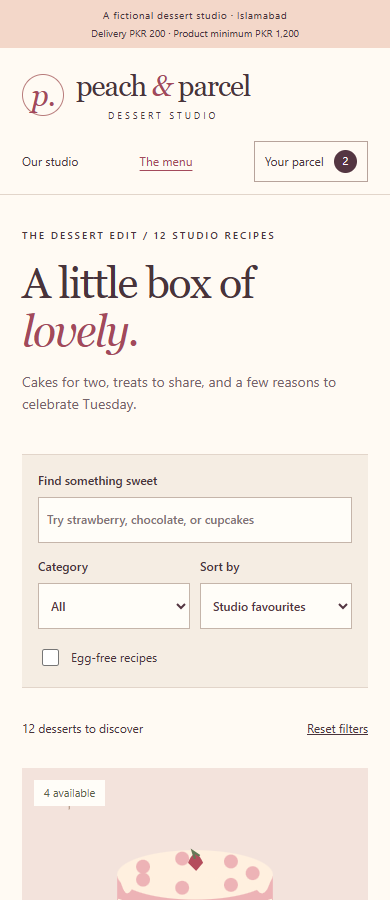 A fictional dessert studio · Islamabad
Delivery PKR 200 · Product minimum PKR 1,200
p.
peach & parcel
DESSERT STUDIO
Our studio
The menu
Your parcel 2
THE DESSERT EDIT / 12 STUDIO RECIPES
A little box of
lovely.
Cakes for two, treats to share, and a few reasons to
celebrate Tuesday.
Find something sweet
Try strawberry, chocolate, or cupcakes
Category
Sort by
All
Studio favourites
Egg-free recipes
12 desserts to discover
Reset filters
4 available